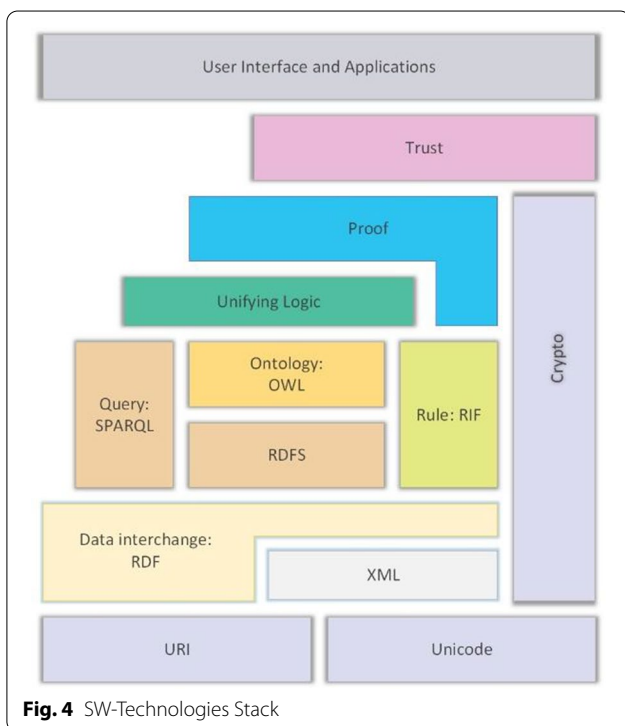 User Interface and Applications
Trust
Proof
Unifying Logic
Crypto
Query:
SPARQL
Ontology:
OWL
Rule: RIF
RDFS
Data interchange:
RDF
XML
URI
Unicode
Fig. 4 SW-Technologies Stack